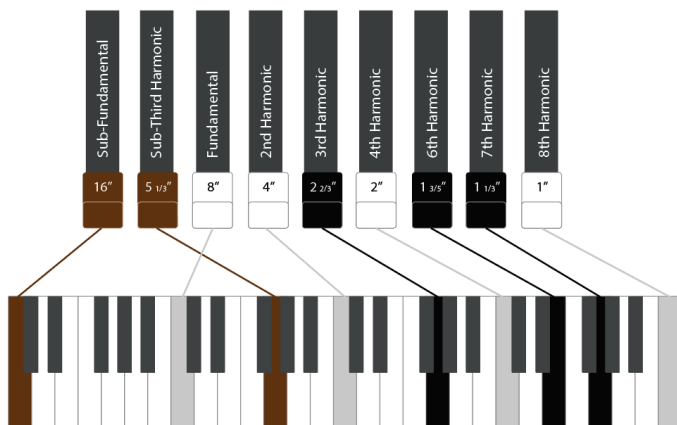 Sub-Fundamental
Sub-Third Harmonic
Fundamental
2nd Harmonic
3rd Harmonic
4th Harmonic
6th Harmonic
7th Harmonic
8th Harmonic
16”
5 1/3”
8”
4”
2 2/3”
2”
1 3/5”
1 1/3”
1”